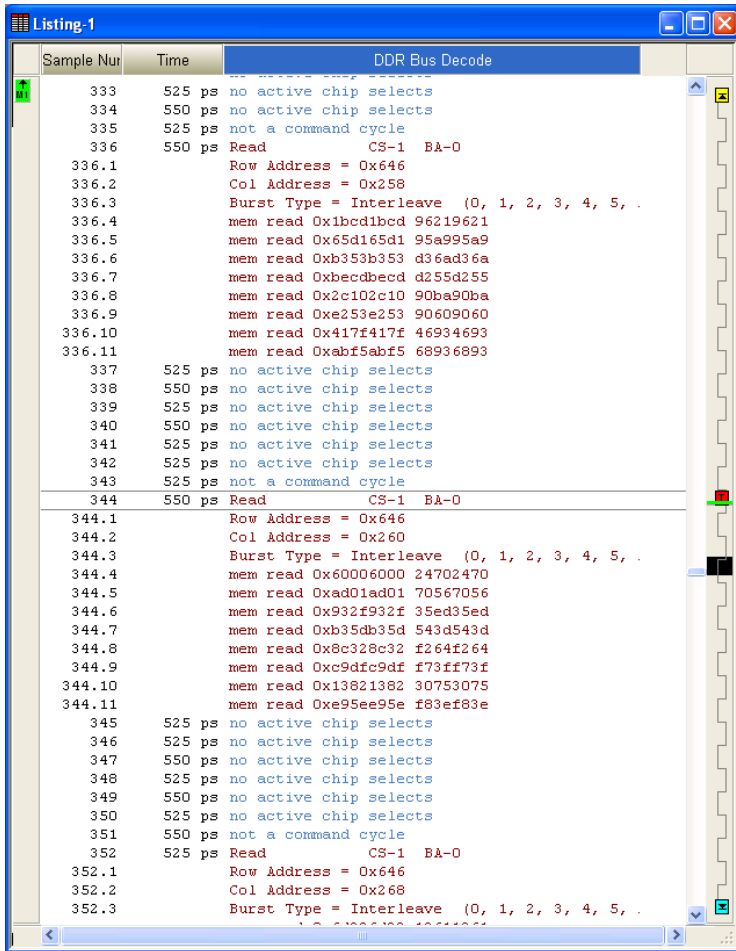 Listing-1
Sample Nur Time DDR Bus Decode
M1
333 525 ps no active chip selects
334 550 ps no active chip selects
335 525 ps not a command cycle
336 550 ps Read CS-1 BA-0
336.1 Row Address = 0x646
336.2 Col Address = 0x258
336.3 Burst Type = Interleave (0, 1, 2, 3, 4, 5, .
336.4 mem read 0x1bcd1bcd 96219621
336.5 mem read 0x65d165d1 95a995a9
336.6 mem read 0xb353b353 d36ad36a
336.7 mem read 0xbecdbecd d255d255
336.8 mem read 0x2c102c10 90ba90ba
336.9 mem read 0xe253e253 90609060
336.10 mem read 0x417f417f 46934693
336.11 mem read 0xabf5abf5 68936893
337 525 ps no active chip selects
338 550 ps no active chip selects
339 525 ps no active chip selects
340 550 ps no active chip selects
341 525 ps no active chip selects
342 525 ps no active chip selects
343 525 ps not a command cycle
344 550 ps Read CS-1 BA-0
T
344.1 Row Address = 0x646
344.2 Col Address = 0x260
344.3 Burst Type = Interleave (0, 1, 2, 3, 4, 5, .
344.4 mem read 0x60006000 24702470
344.5 mem read 0xad01ad01 70567056
344.6 mem read 0x932f932f 35ed35ed
344.7 mem read 0xb35db35d 543d543d
344.8 mem read 0x8c328c32 f264f264
344.9 mem read 0xc9dfc9df f73ff73f
344.10 mem read 0x13821382 30753075
344.11 mem read 0xe95ee95e f83ef83e
345 525 ps no active chip selects
346 525 ps no active chip selects
347 550 ps no active chip selects
348 525 ps no active chip selects
349 550 ps no active chip selects
350 525 ps no active chip selects
351 550 ps not a command cycle
352 525 ps Read CS-1 BA-0
352.1 Row Address = 0x646
352.2 Col Address = 0x268
352.3 Burst Type = Interleave (0, 1, 2, 3, 4, 5, .